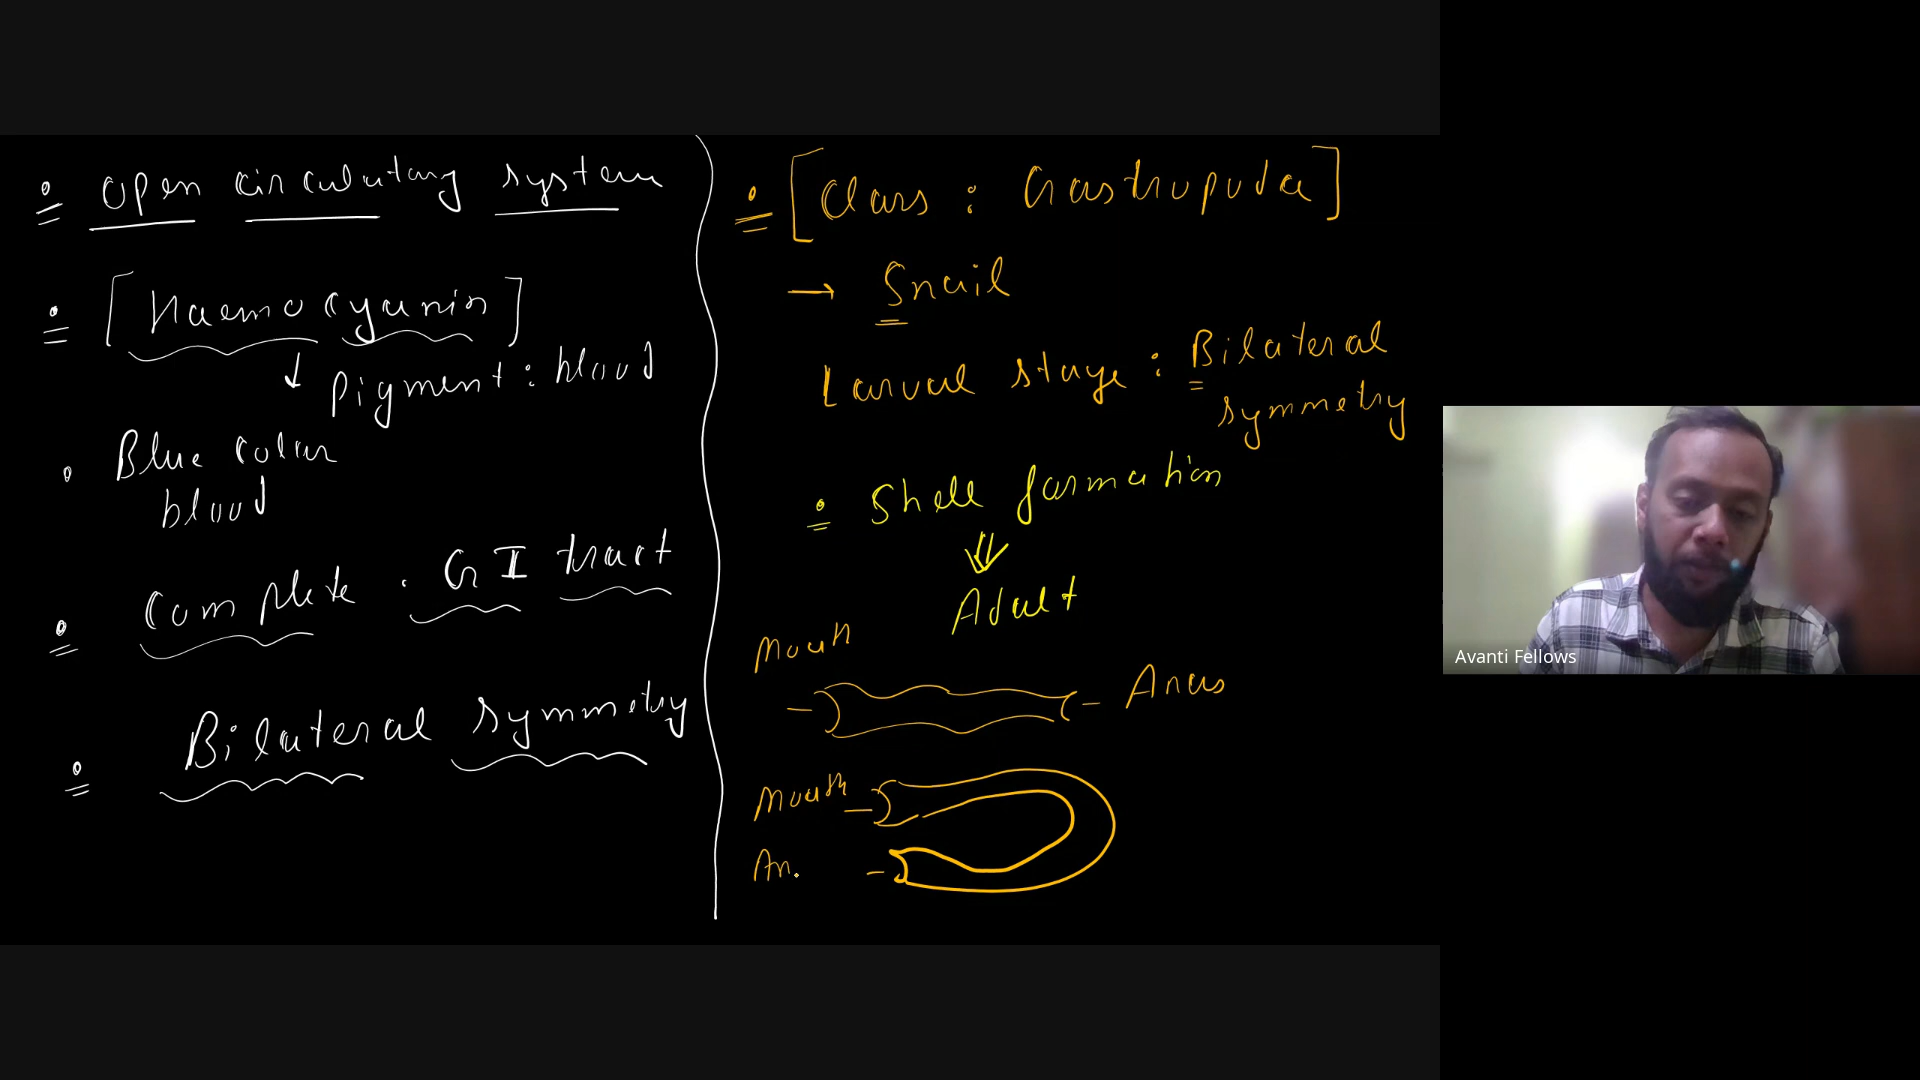 Open circulatory system
[Haemocyanin]
↓ Pigment : blood
Blue colour
blood
Complete . GI tract
Bilateral symmetry
[Class : Gastropoda]
→ Snail
Larval stage : Bilateral
symmetry
Shell formation
Adult
Mouth
Anus
Mouth
An.
Avanti Fellows